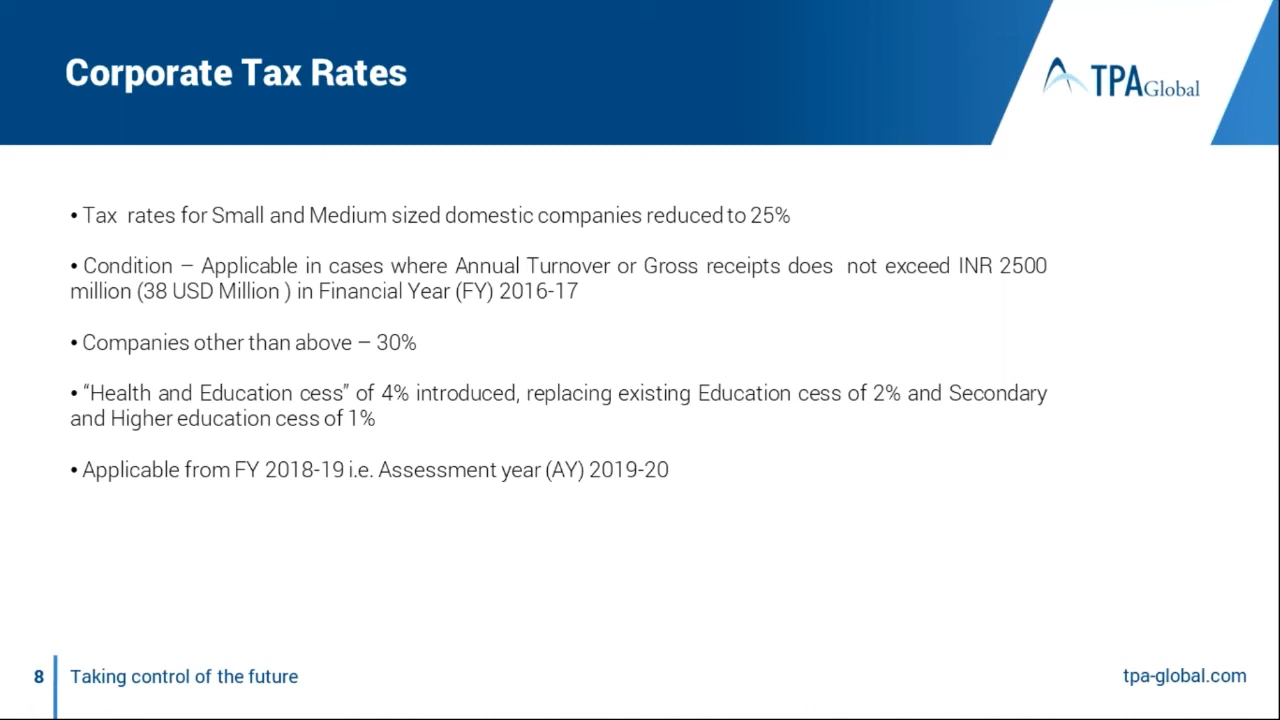 Corporate Tax Rates
TPA Global
• Tax rates for Small and Medium sized domestic companies reduced to 25%
• Condition – Applicable in cases where Annual Turnover or Gross receipts does not exceed INR 2500
million (38 USD Million ) in Financial Year (FY) 2016-17
• Companies other than above – 30%
• “Health and Education cess” of 4% introduced, replacing existing Education cess of 2% and Secondary
and Higher education cess of 1%
• Applicable from FY 2018-19 i.e. Assessment year (AY) 2019-20
8 Taking control of the future
tpa-global.com